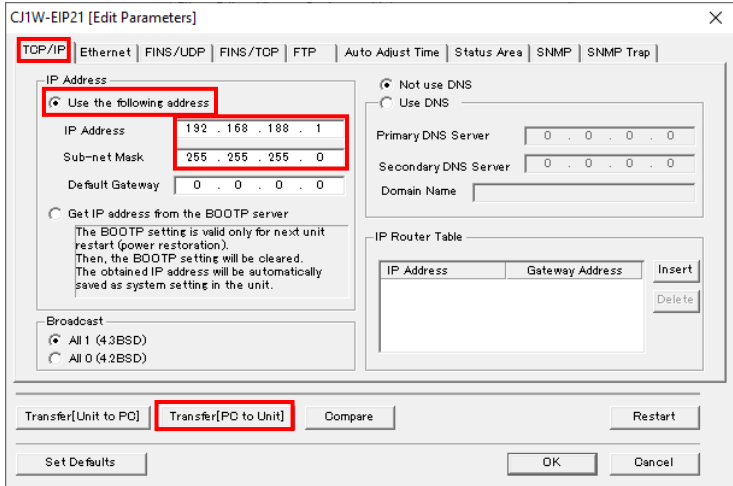 CJ1W-EIP21 [Edit Parameters]
TCP/IP Ethernet FINS/UDP FINS/TCP FTP Auto Adjust Time Status Area SNMP SNMP Trap
IP Address
Use the following address
IP Address 192 . 168 . 188 . 1
Sub-net Mask 255 . 255 . 255 . 0
Default Gateway 0 . 0 . 0 . 0
Get IP address from the BOOTP server
The BOOTP setting is valid only for next unit
restart (power restoration).
Then, the BOOTP setting will be cleared.
The obtained IP address will be automatically
saved as system setting in the unit.
Broadcast
All 1 (4.3BSD)
All 0 (4.2BSD)
Not use DNS
Use DNS
Primary DNS Server 0 . 0 . 0 . 0
Secondary DNS Server 0 . 0 . 0 . 0
Domain Name
IP Router Table
IP Address Gateway Address Insert
Delete
Transfer[Unit to PC] Transfer[PC to Unit] Compare Restart
Set Defaults OK Cancel